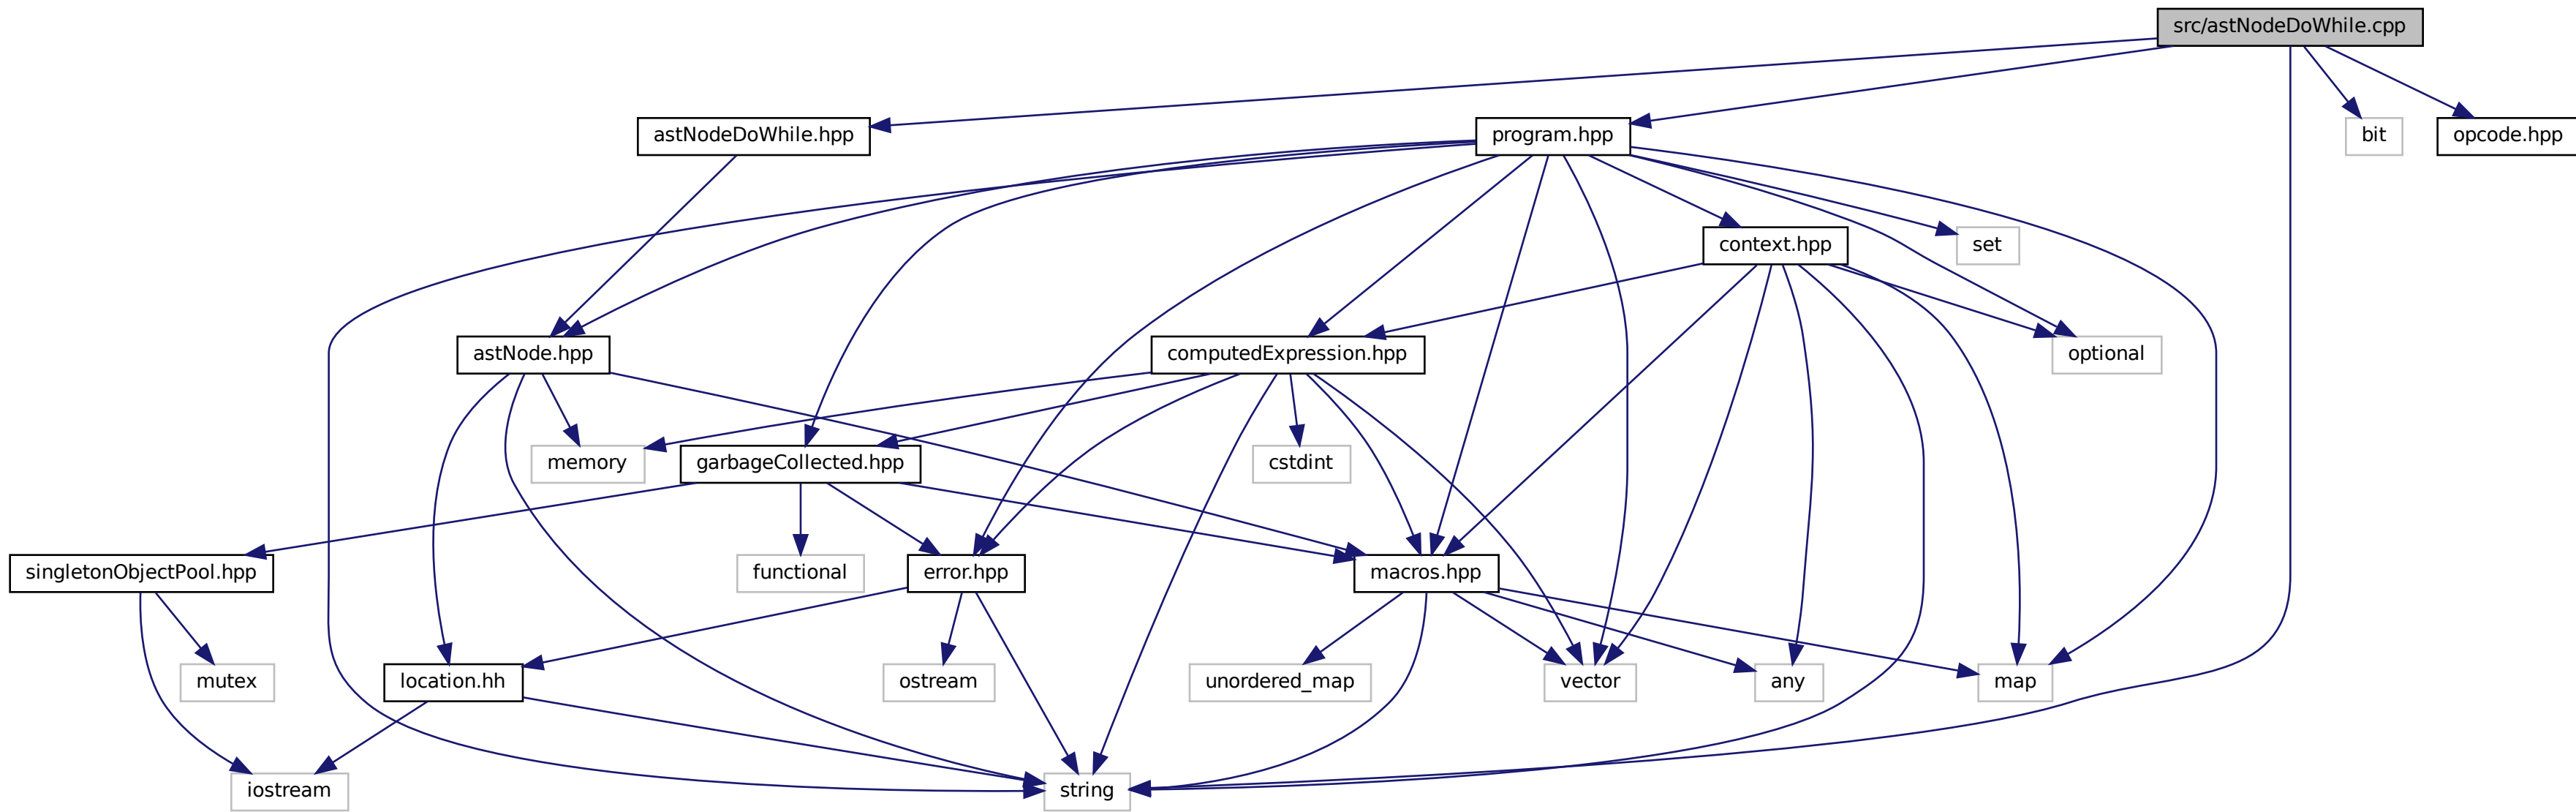 src/astNodeDoWhile.cpp
astNodeDoWhile.hpp
program.hpp
bit
opcode.hpp
context.hpp
set
astNode.hpp
computedExpression.hpp
optional
memory
garbageCollected.hpp
cstdint
singletonObjectPool.hpp
functional
error.hpp
macros.hpp
mutex
location.hh
ostream
unordered_map
vector
any
map
iostream
string